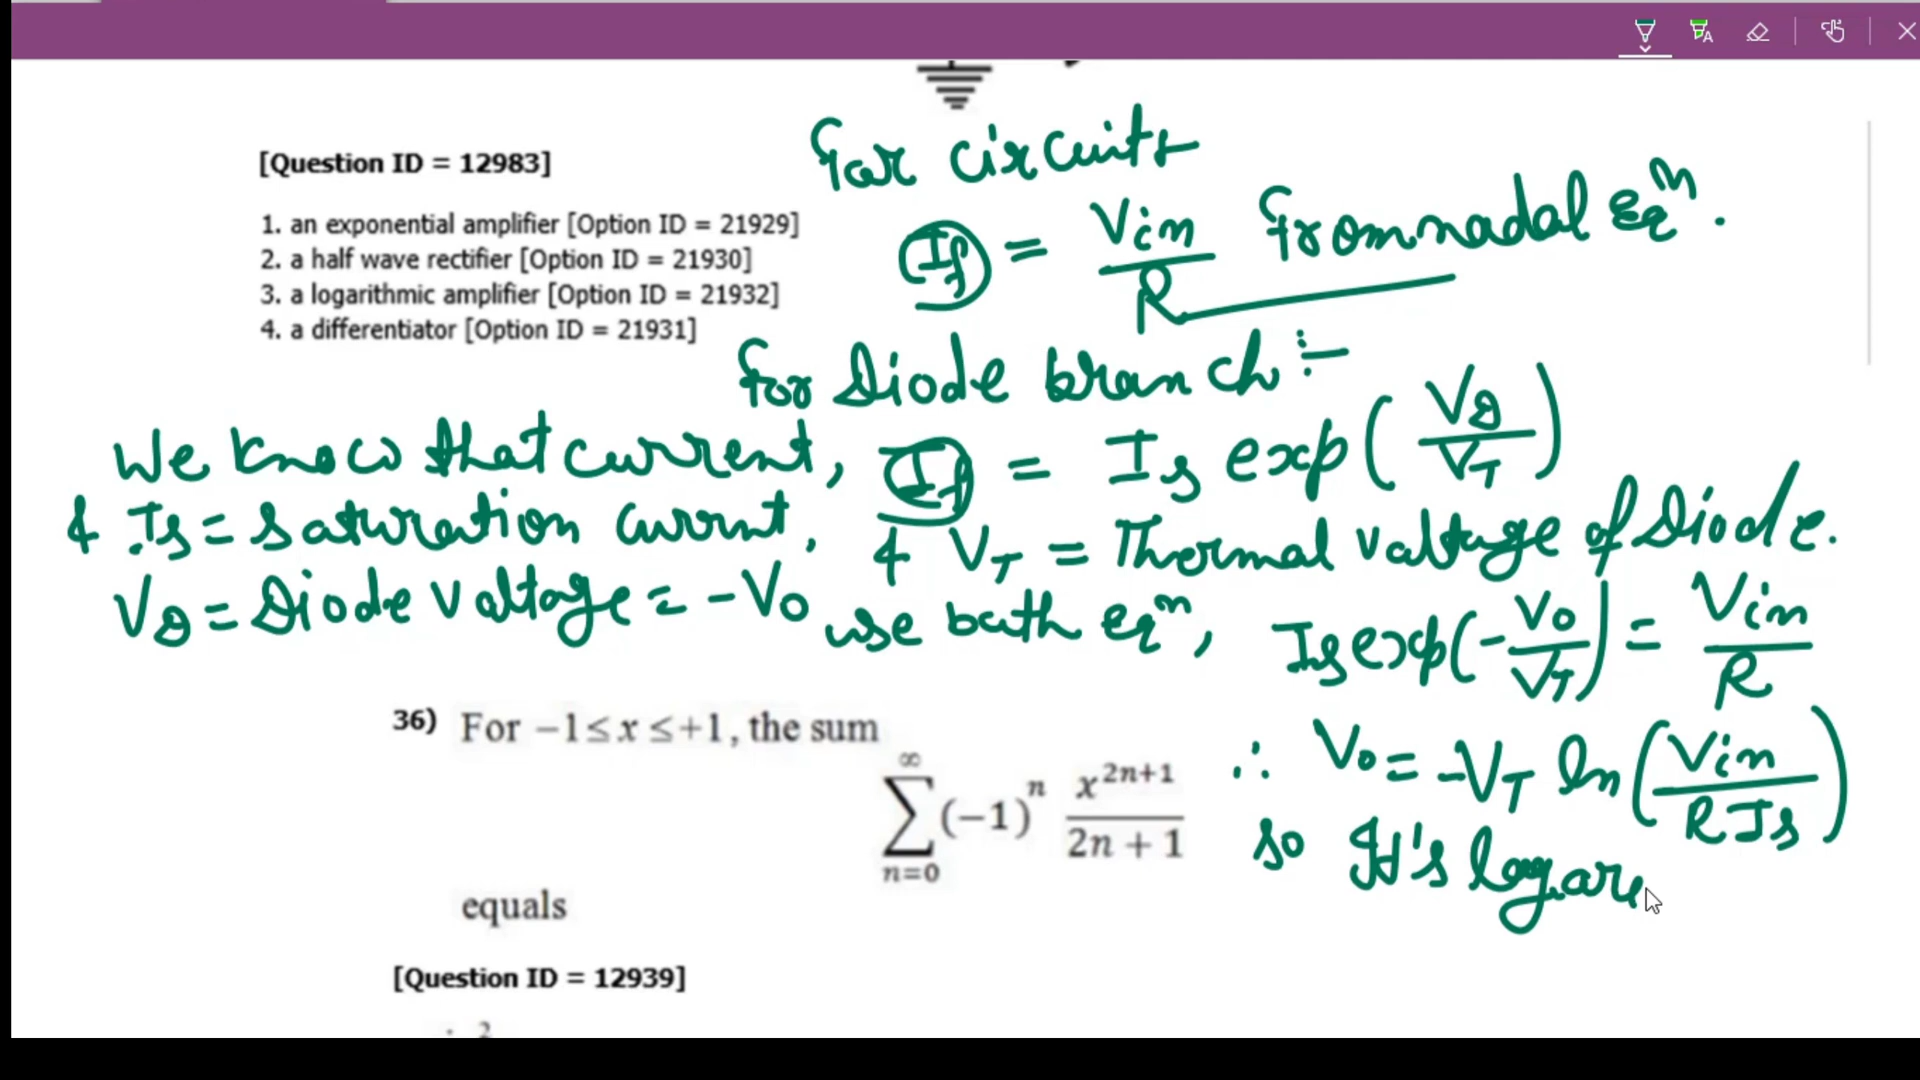 For circuits
[Question ID = 12983]
If = Vin / R from nodal Eqn.
1. an exponential amplifier [Option ID = 21929]
2. a half wave rectifier [Option ID = 21930]
3. a logarithmic amplifier [Option ID = 21932]
4. a differentiator [Option ID = 21931]
for Diode branch :-
We know that current, If = Is exp(VD / VT)
& Is = Saturation currnt, & VT = Thermal voltage of Diode.
VD = Diode voltage = -Vo use both eqn, Is exp(-Vo / VT) = Vin / R
36) For −1 ≤ x ≤ +1, the sum
∑ n=0 ∞ (−1)^n x^(2n+1) / (2n + 1)
∴ Vo = -VT ln(Vin / RIs)
so It's logare
equals
[Question ID = 12939]